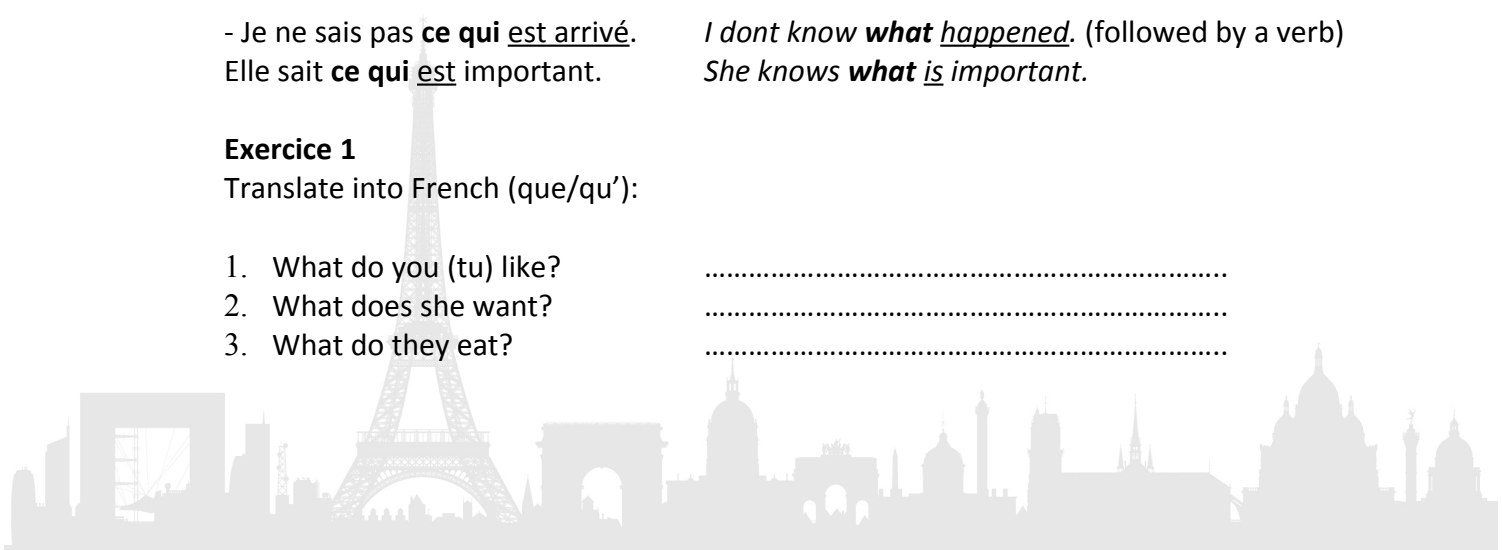 - Je ne sais pas ce qui est arrivé. I dont know what happened. (followed by a verb)
Elle sait ce qui est important. She knows what is important.
Exercice 1
Translate into French (que/qu’):
1. What do you (tu) like? ……………………………………………………………..
2. What does she want? ……………………………………………………………..
3. What do they eat? ……………………………………………………………..